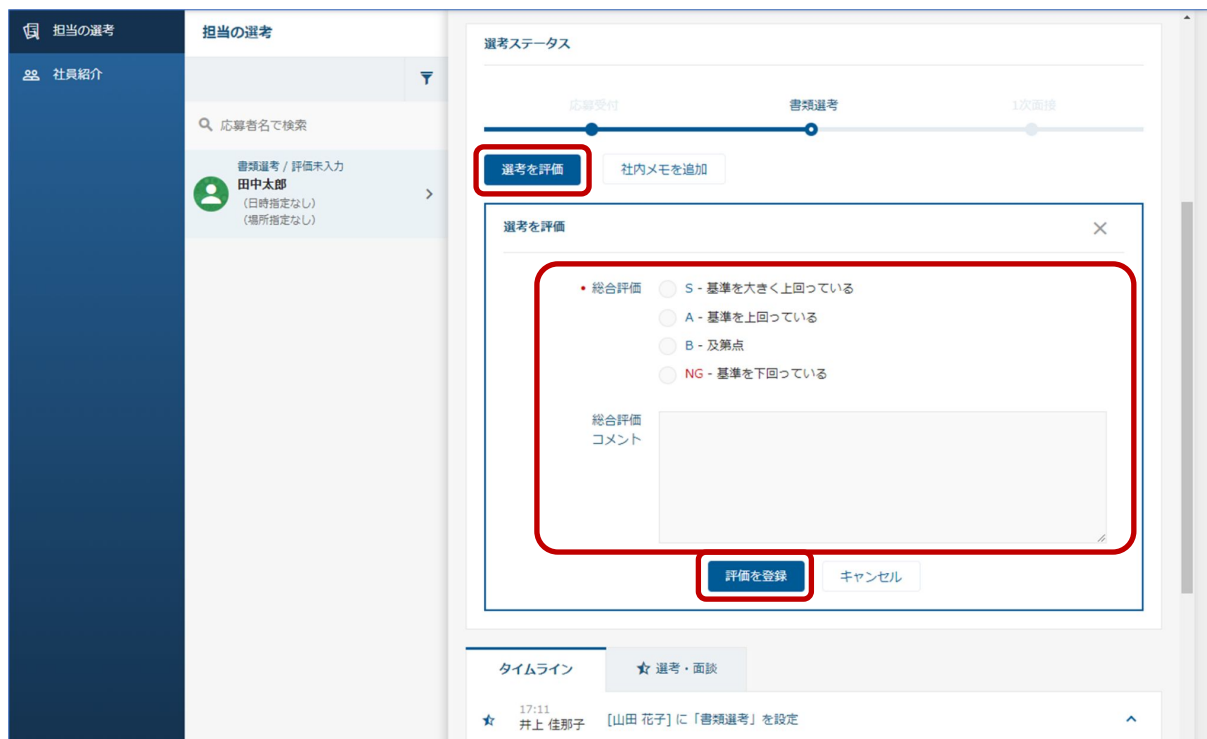 担当の選考
社員紹介
担当の選考
応募者名で検索
書類選考 / 評価未入力
田中太郎
（日時指定なし）
（場所指定なし）
選考ステータス
応募受付 書類選考 1次面接
選考を評価 社内メモを追加
選考を評価
• 総合評価 S - 基準を大きく上回っている
A - 基準を上回っている
B - 及第点
NG - 基準を下回っている
総合評価
コメント
評価を登録 キャンセル
タイムライン 選考・面談
17:11
井上 佳那子 [山田 花子] に「書類選考」を設定